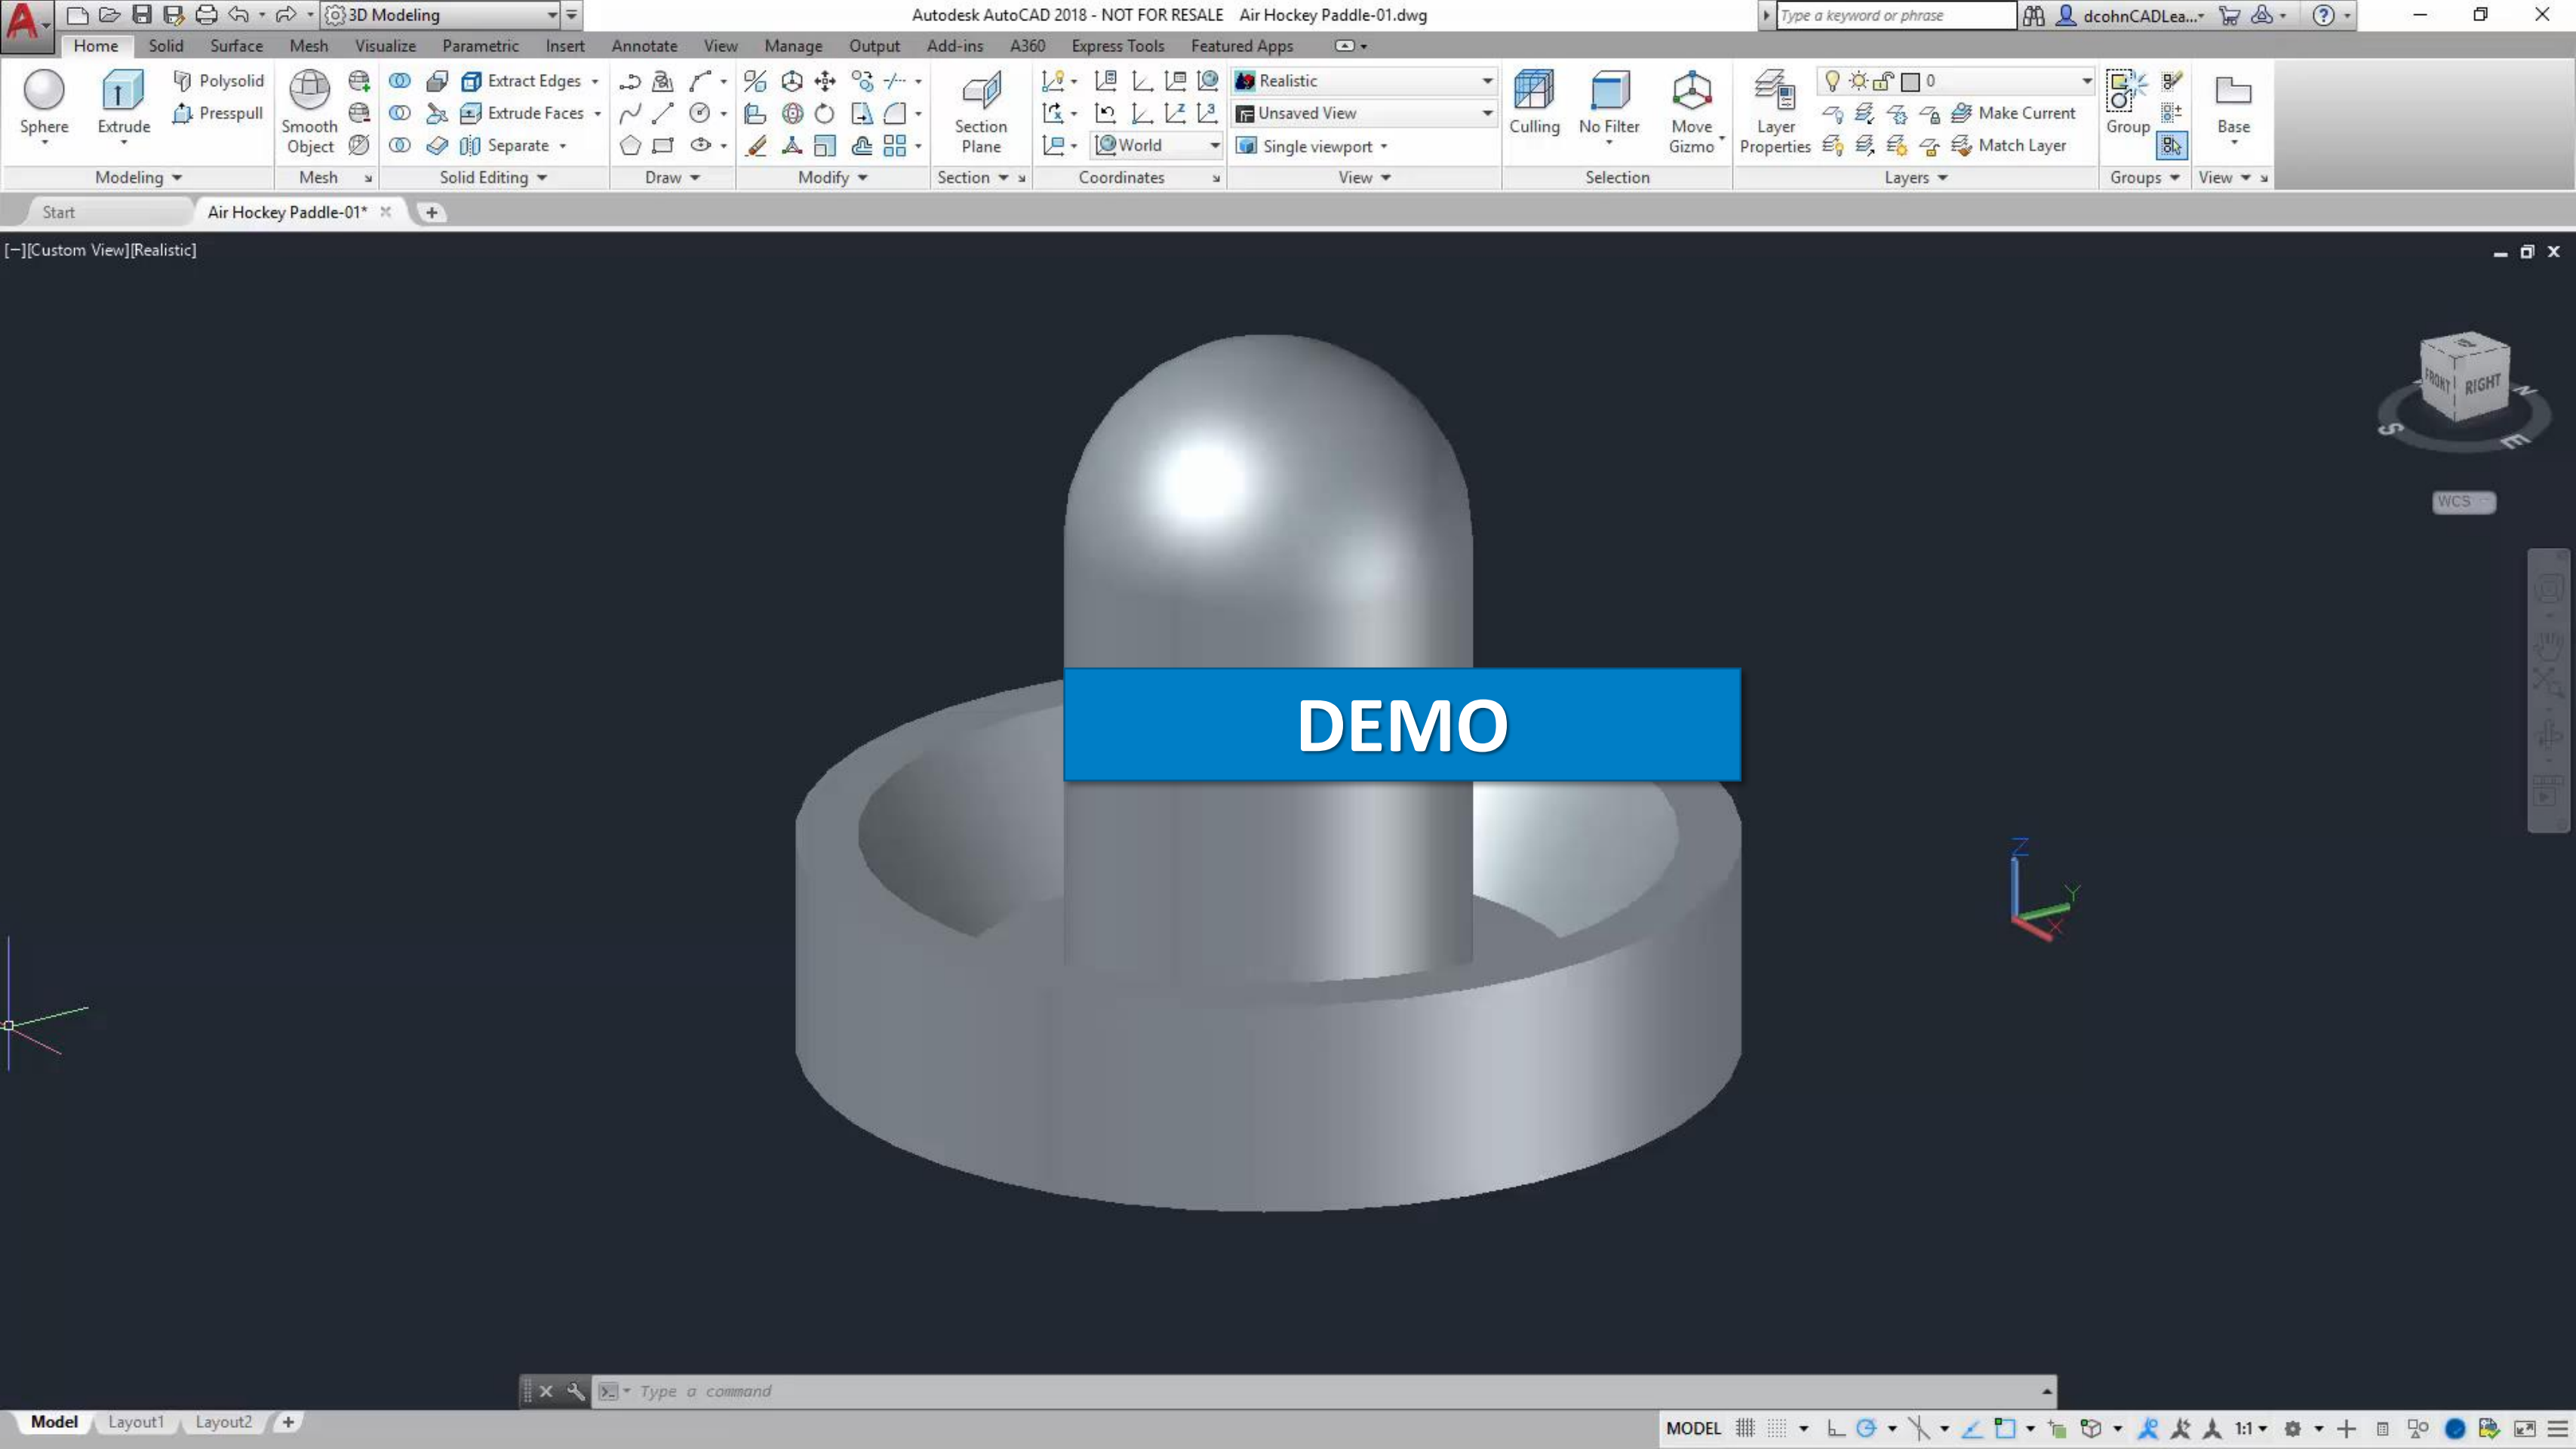 3D Modeling
Autodesk AutoCAD 2018 - NOT FOR RESALE Air Hockey Paddle-01.dwg
Type a keyword or phrase
dcohnCADLea...
Home Solid Surface Mesh Visualize Parametric Insert Annotate View Manage Output Add-ins A360 Express Tools Featured Apps
Sphere
Extrude
Polysolid
Presspull
Smooth
Object
Extract Edges
Extrude Faces
Separate
Section
Plane
World
Realistic
Unsaved View
Single viewport
Culling
No Filter
Move
Gizmo
Layer
Properties
0
Make Current
Match Layer
Group
Base
Modeling Mesh Solid Editing Draw Modify Section Coordinates View Selection Layers Groups View
Start Air Hockey Paddle-01* +
[−][Custom View][Realistic]
FRONT RIGHT
N
S
E
WCS
DEMO
Z
Y
X
Type a command
Model Layout1 Layout2 +
MODEL 1:1